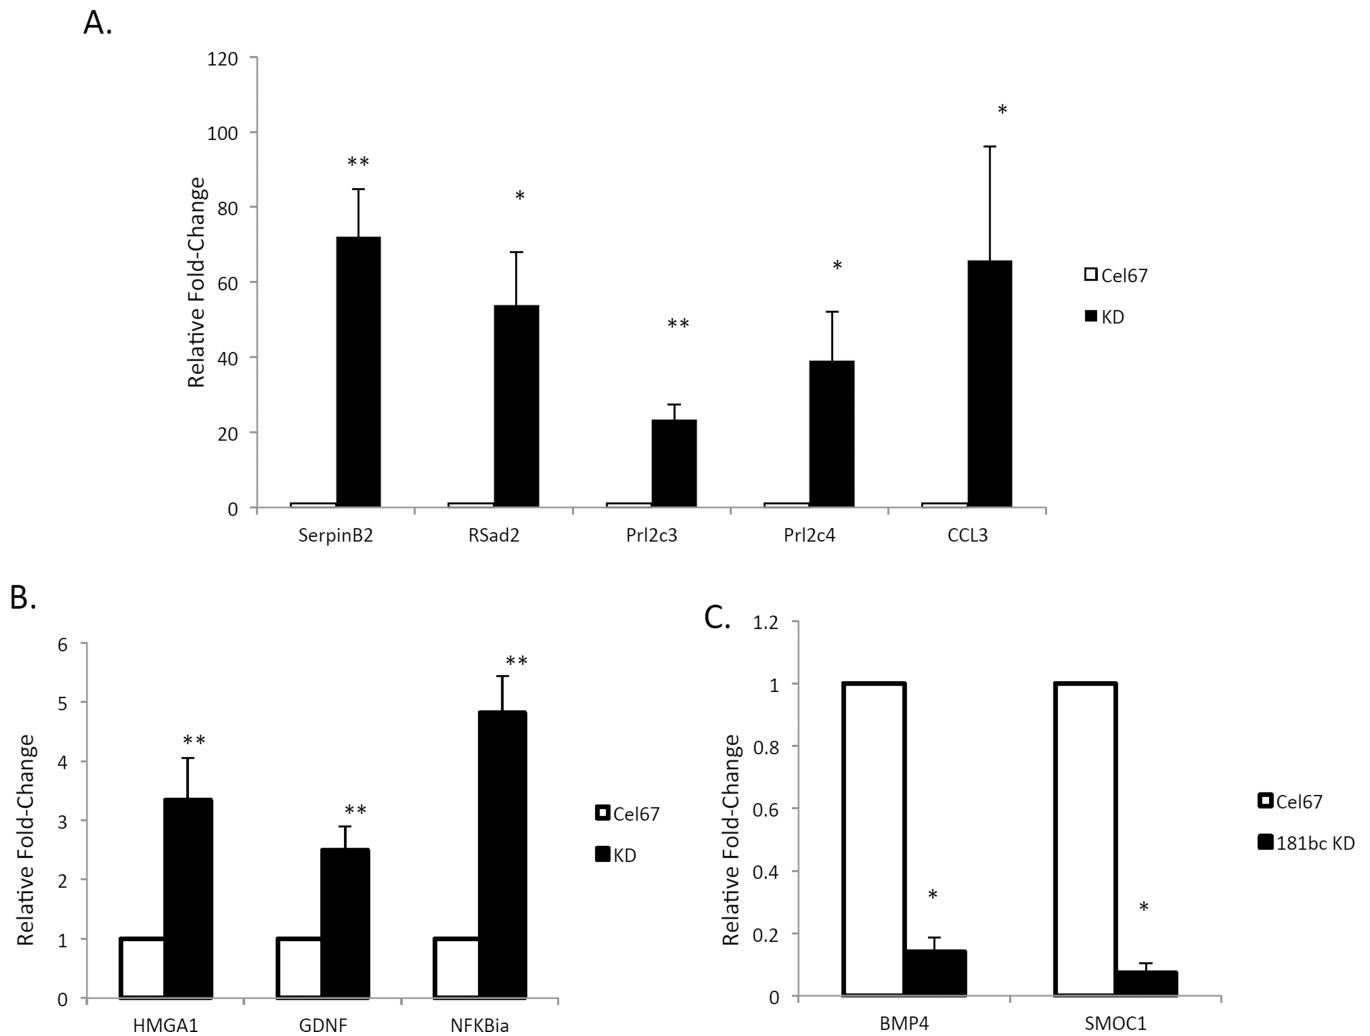 A.
120
100
80
60
40
20
0
Relative Fold-Change
**
*
**
*
*
SerpinB2 RSad2 Prl2c3 Prl2c4 CCL3
Cel67
KD
B.
6
5
4
3
2
1
0
Relative Fold-Change
**
**
**
HMGA1 GDNF NFKBia
Cel67
KD
C.
1.2
1
0.8
0.6
0.4
0.2
0
Relative Fold-Change
*
*
BMP4 SMOC1
Cel67
181bc KD